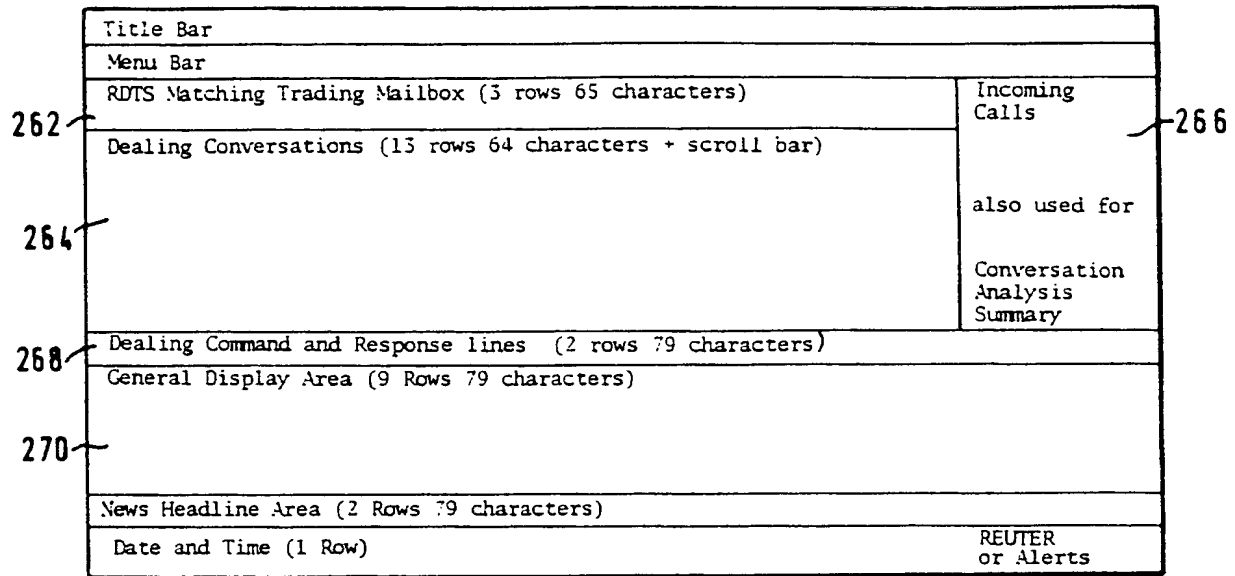 Title Bar
Menu Bar
RDTS Matching Trading Mailbox (3 rows 65 characters)
Incoming
Calls
262
266
Dealing Conversations (13 rows 64 characters + scroll bar)
also used for
264
Conversation
Analysis
Summary
268
Dealing Command and Response lines (2 rows 79 characters)
General Display Area (9 Rows 79 characters)
270
News Headline Area (2 Rows 79 characters)
Date and Time (1 Row)
REUTER
or Alerts